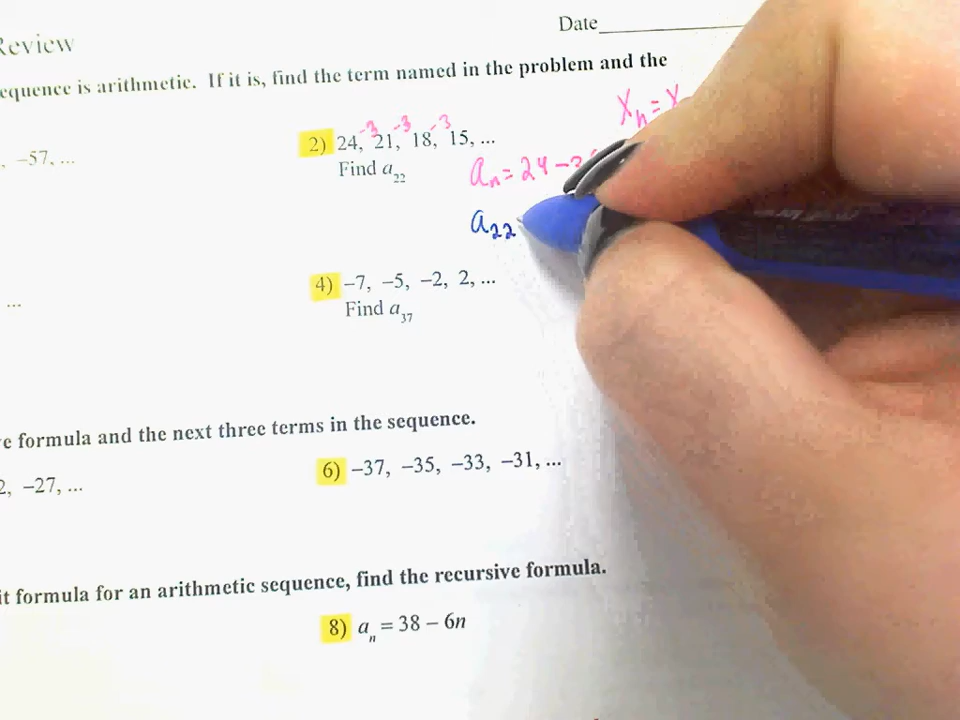 Date
Review
equence is arithmetic. If it is, find the term named in the problem and the
, –57, ...
2) 24, 21, 18, 15, ...
-3 -3 -3
Find a₂₂
Xₙ = X
aₙ = 24 - 3
a₂₂
...
4) –7, –5, –2, 2, ...
Find a₃₇
e formula and the next three terms in the sequence.
2, –27, ...
6) –37, –35, –33, –31, ...
it formula for an arithmetic sequence, find the recursive formula.
8) aₙ = 38 – 6n